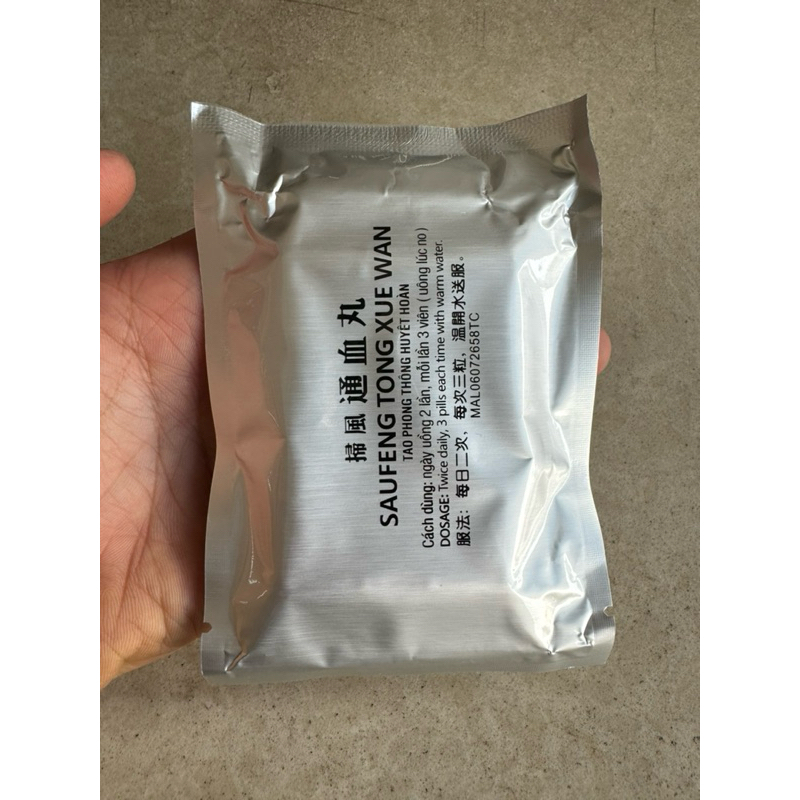 掃風通血丸
SAUFENG TONG XUE WAN
TAO PHONG THÔNG HUYẾT HOÀN
Cách dùng: ngày uống 2 lần, mỗi lần 3 viên ( uống lúc no )
DOSAGE: Twice daily, 3 pills each time with warm water.
服法: 每日二次, 每次三粒, 温開水送服。
MAL06072658TC